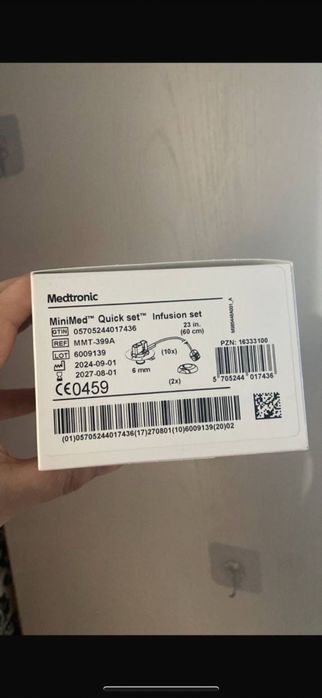 Medtronic
MiniMed™ Quick set™ Infusion set
GTIN 05705244017436
REF MMT-399A
LOT 6009139
2024-09-01
2027-08-01
CE0459
23 in.
(60 cm)
(10x)
6 mm
(2x)
PZN: 16333100
5 705244 017436
(01)05705244017436(17)270801(10)6009139(20)02